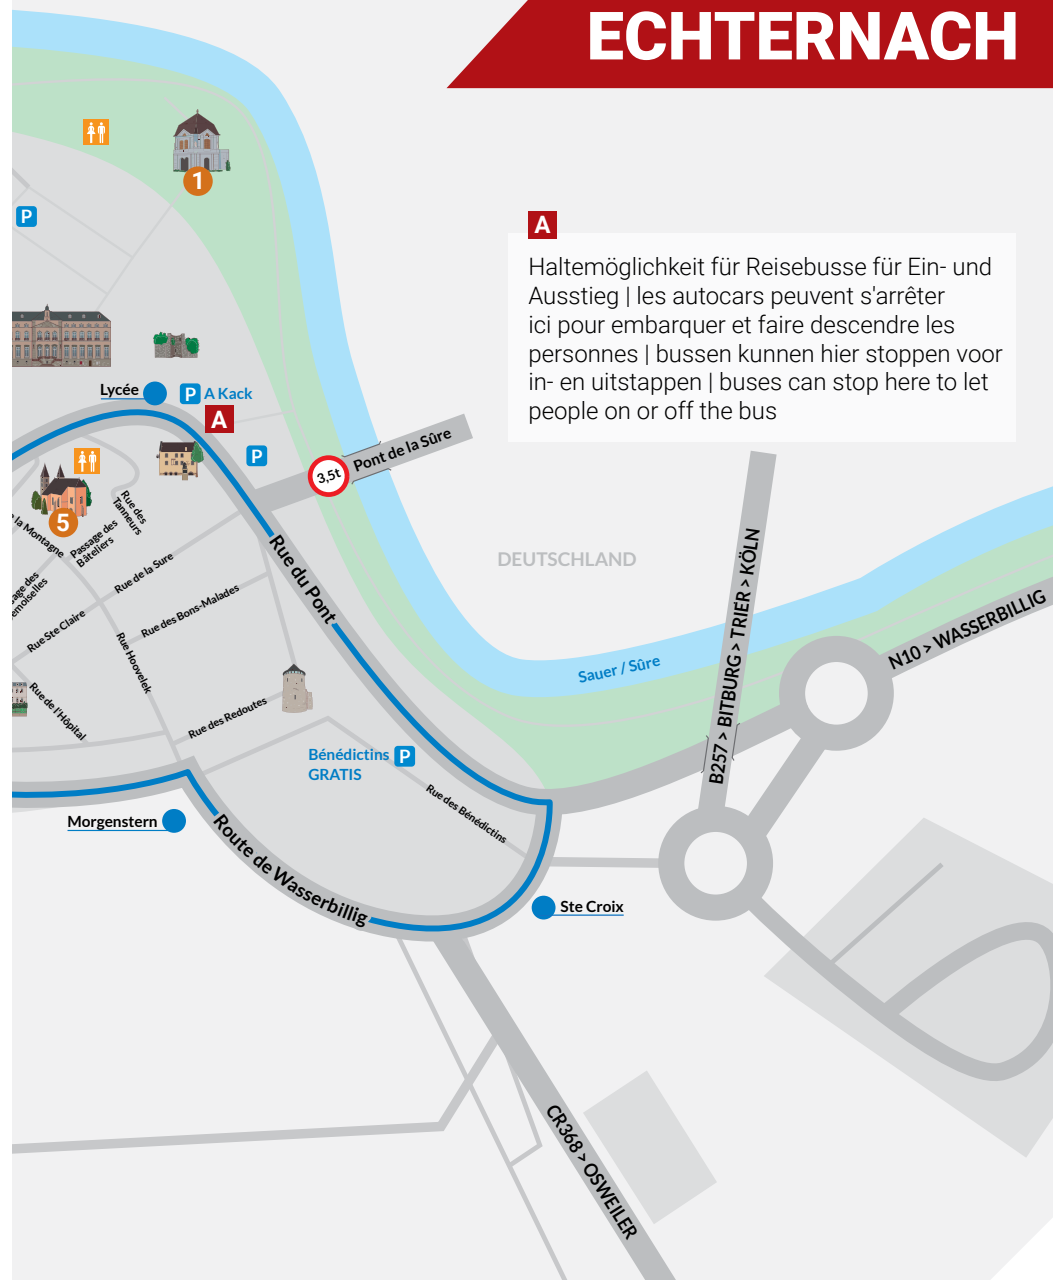 ECHTERNACH
1
P
A
Haltemöglichkeit für Reisebusse für Ein- und
Ausstieg | les autocars peuvent s'arrêter
ici pour embarquer et faire descendre les
personnes | bussen kunnen hier stoppen voor
in- en uitstappen | buses can stop here to let
people on or off the bus
Lycée
P A Kack
A
P
3,5t
Pont de la Sûre
5
Rue des
Tanneurs
la Montagne
Passage des
Bâteliers
Rue de la Sure
Rue du Pont
DEUTSCHLAND
Rue des Bons-Malades
Rue Ste Claire
Rue Hoovelek
B257 > BITBURG > TRIER > KÖLN
N10 > WASSERBILLIG
Sauer / Sûre
Rue de l'Hôpital
Rue des Redoutes
Bénédictins P
GRATIS
Rue des Bénédictins
Morgenstern
Route de Wasserbillig
Ste Croix
CR368 > OSWEILER